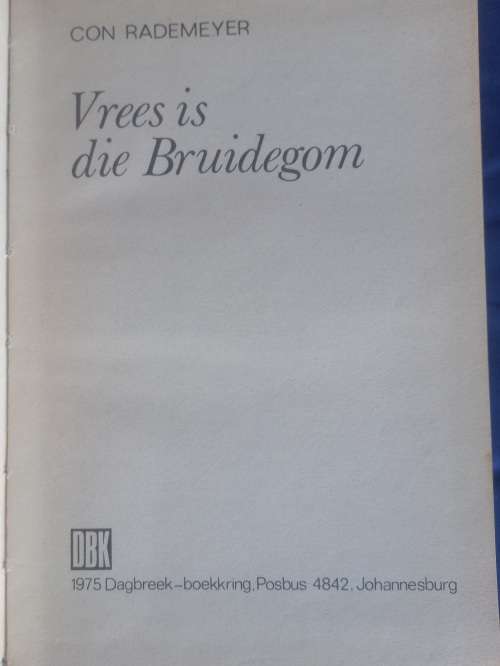 CON RADEMEYER
Vrees is
die Bruidegom
DBK
1975 Dagbreek-boekkring, Posbus 4842, Johannesburg